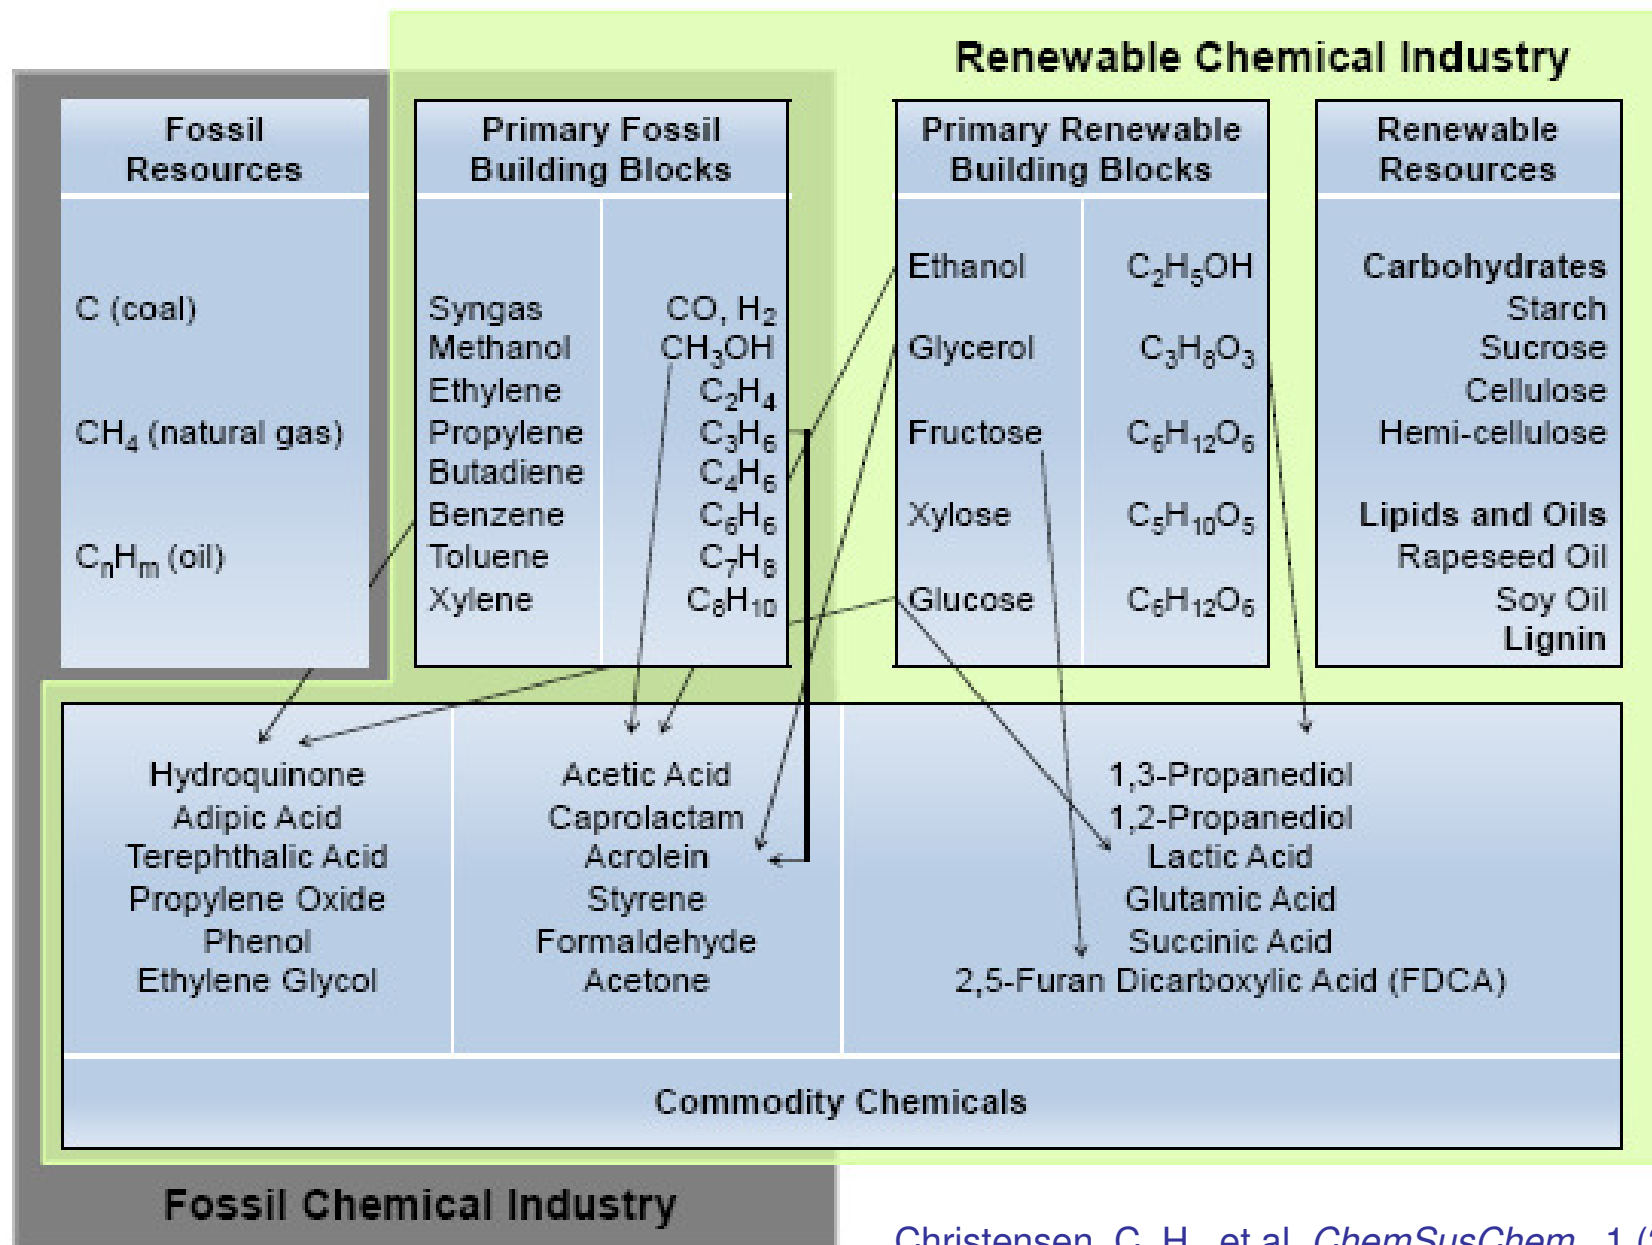 Renewable Chemical Industry
Fossil
Resources
C (coal)
CH₄ (natural gas)
CₙHₘ (oil)
Primary Fossil
Building Blocks
Syngas CO, H₂
Methanol CH₃OH
Ethylene C₂H₄
Propylene C₃H₆
Butadiene C₄H₆
Benzene C₆H₆
Toluene C₇H₈
Xylene C₈H₁₀
Primary Renewable
Building Blocks
Ethanol C₂H₅OH
Glycerol C₃H₈O₃
Fructose C₆H₁₂O₆
Xylose C₅H₁₀O₅
Glucose C₆H₁₂O₆
Renewable
Resources
Carbohydrates
Starch
Sucrose
Cellulose
Hemi-cellulose
Lipids and Oils
Rapeseed Oil
Soy Oil
Lignin
Hydroquinone
Adipic Acid
Terephthalic Acid
Propylene Oxide
Phenol
Ethylene Glycol
Acetic Acid
Caprolactam
Acrolein
Styrene
Formaldehyde
Acetone
1,3-Propanediol
1,2-Propanediol
Lactic Acid
Glutamic Acid
Succinic Acid
2,5-Furan Dicarboxylic Acid (FDCA)
Commodity Chemicals
Fossil Chemical Industry
Christensen, C. H., et al. ChemSusChem, 1